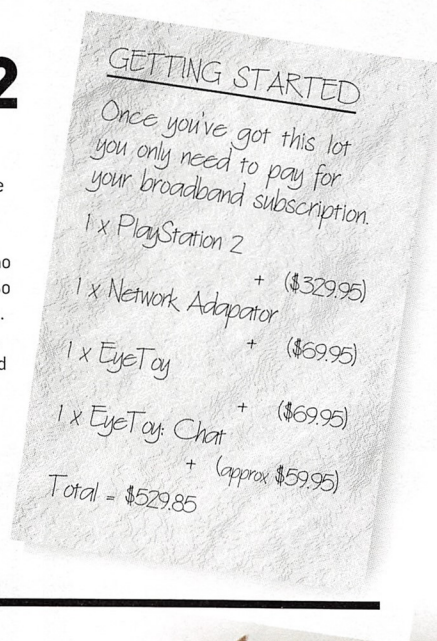 2
GETTING STARTED
Once you've got this lot
you only need to pay for
your broadband subscription.
1 x PlayStation 2
+ ($329.95)
1 x Network Adapator
+ ($69.95)
1 x EyeToy
+ ($69.95)
1 x EyeToy: Chat
+ (approx $59.95)
Total = $529.85